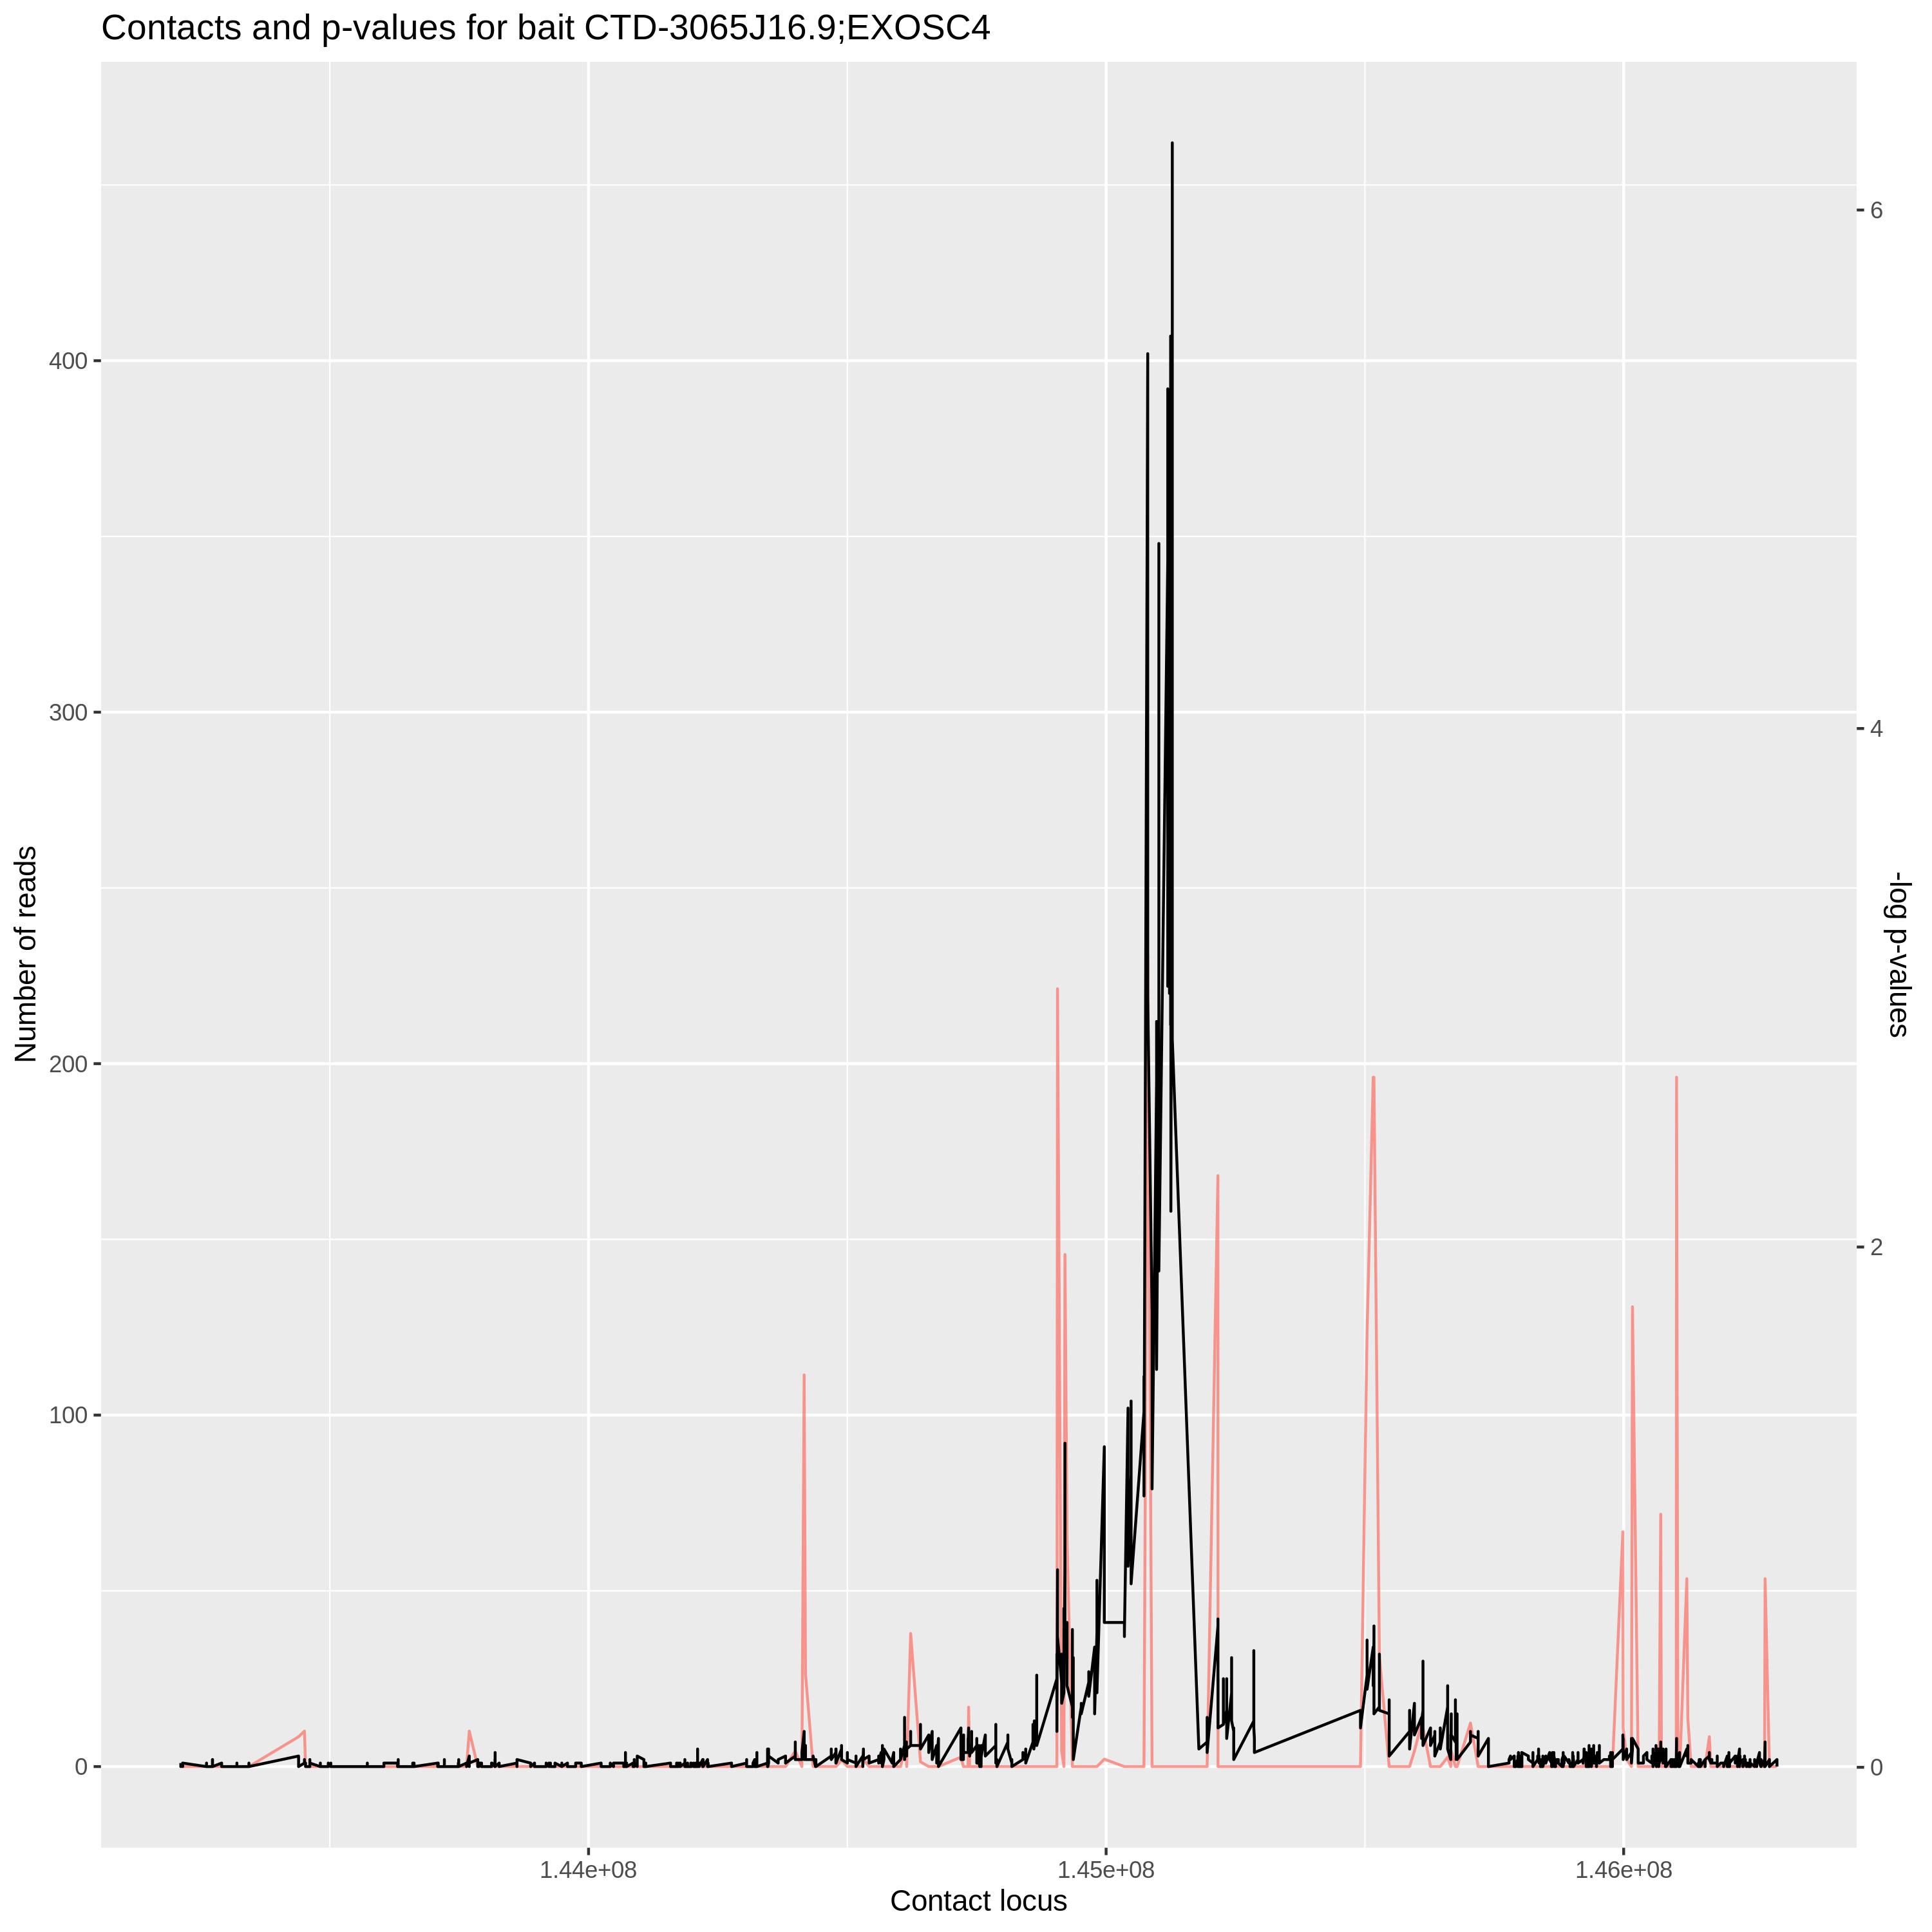 Contacts and p-values for bait CTD-3065J16.9;EXOSC4
Number of reads
400
300
200
100
0
6
4
2
0
-log p-values
1.44e+08
1.45e+08
1.46e+08
Contact locus